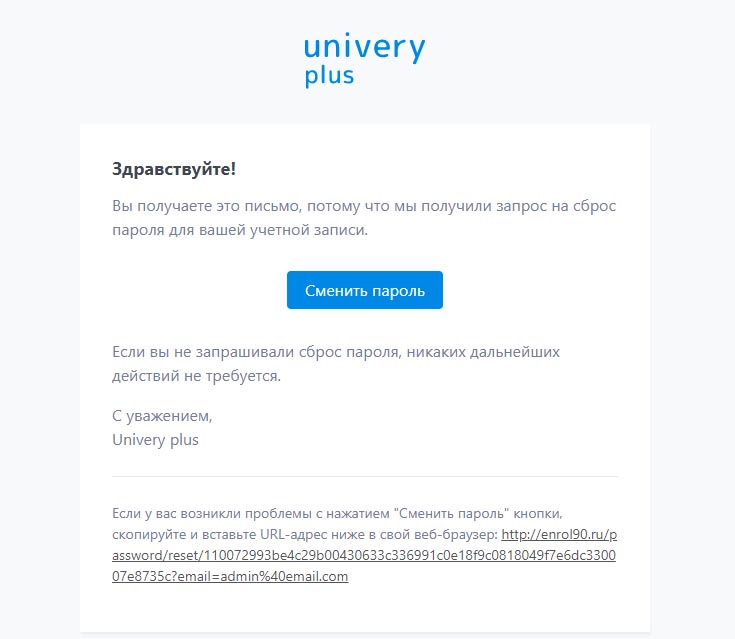 univery
plus
Здравствуйте!
Вы получаете это письмо, потому что мы получили запрос на сброс
пароля для вашей учетной записи.
Сменить пароль
Если вы не запрашивали сброс пароля, никаких дальнейших
действий не требуется.
С уважением,
Univery plus
Если у вас возникли проблемы с нажатием "Сменить пароль" кнопки,
скопируйте и вставьте URL-адрес ниже в свой веб-браузер: http://enrol90.ru/p
assword/reset/110072993be4c29b00430633c336991c0e18f9c0818049f7e6dc3300
07e8735c?email=admin%40email.com